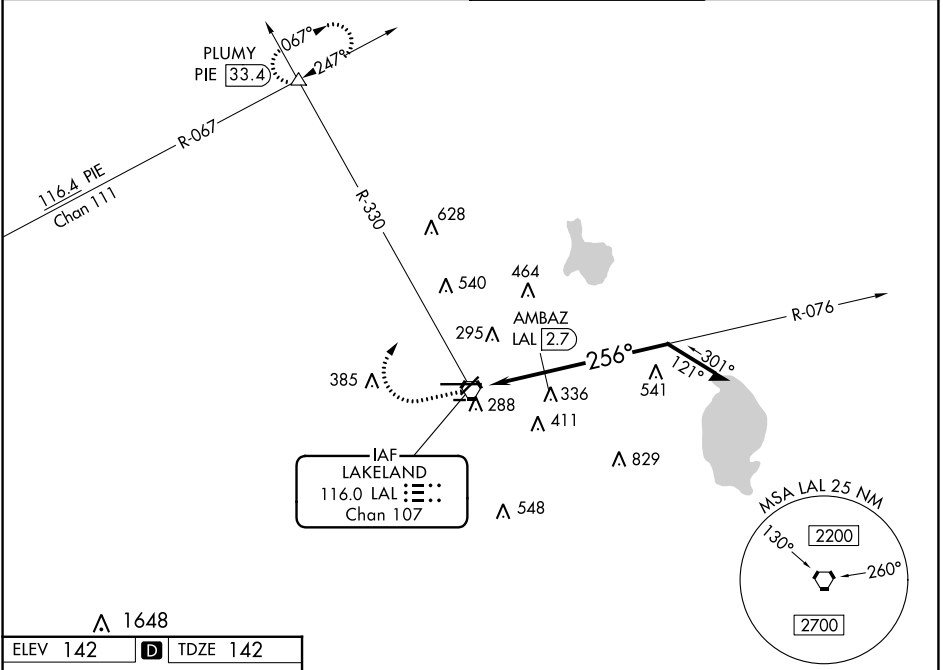 067°
247°
PLUMY
PIE 33.4
R-067
116.4 PIE
Chan 111
R-330
628
540
464
295
AMBAZ
LAL 2.7
R-076
256°
301°
121°
385
288
336
541
411
829
IAF
LAKELAND
116.0 LAL
Chan 107
548
MSA LAL 25 NM
130°
2200
260°
2700
1648
ELEV 142 D TDZE 142